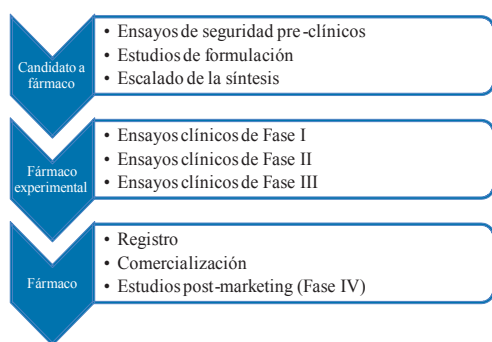 Candidato a
fármaco
• Ensayos de seguridad pre-clínicos
• Estudios de formulación
• Escalado de la síntesis
Fármaco
experimental
• Ensayos clínicos de Fase I
• Ensayos clínicos de Fase II
• Ensayos clínicos de Fase III
Fármaco
• Registro
• Comercialización
• Estudios post-marketing (Fase IV)